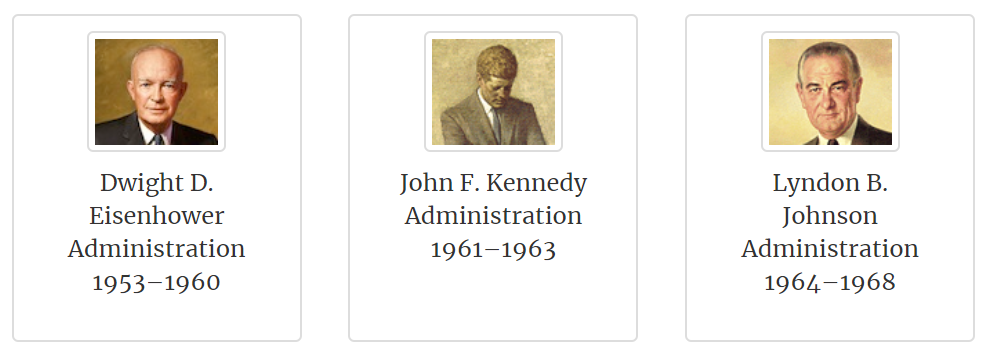 Dwight D.
Eisenhower
Administration
1953–1960
John F. Kennedy
Administration
1961–1963
Lyndon B.
Johnson
Administration
1964–1968